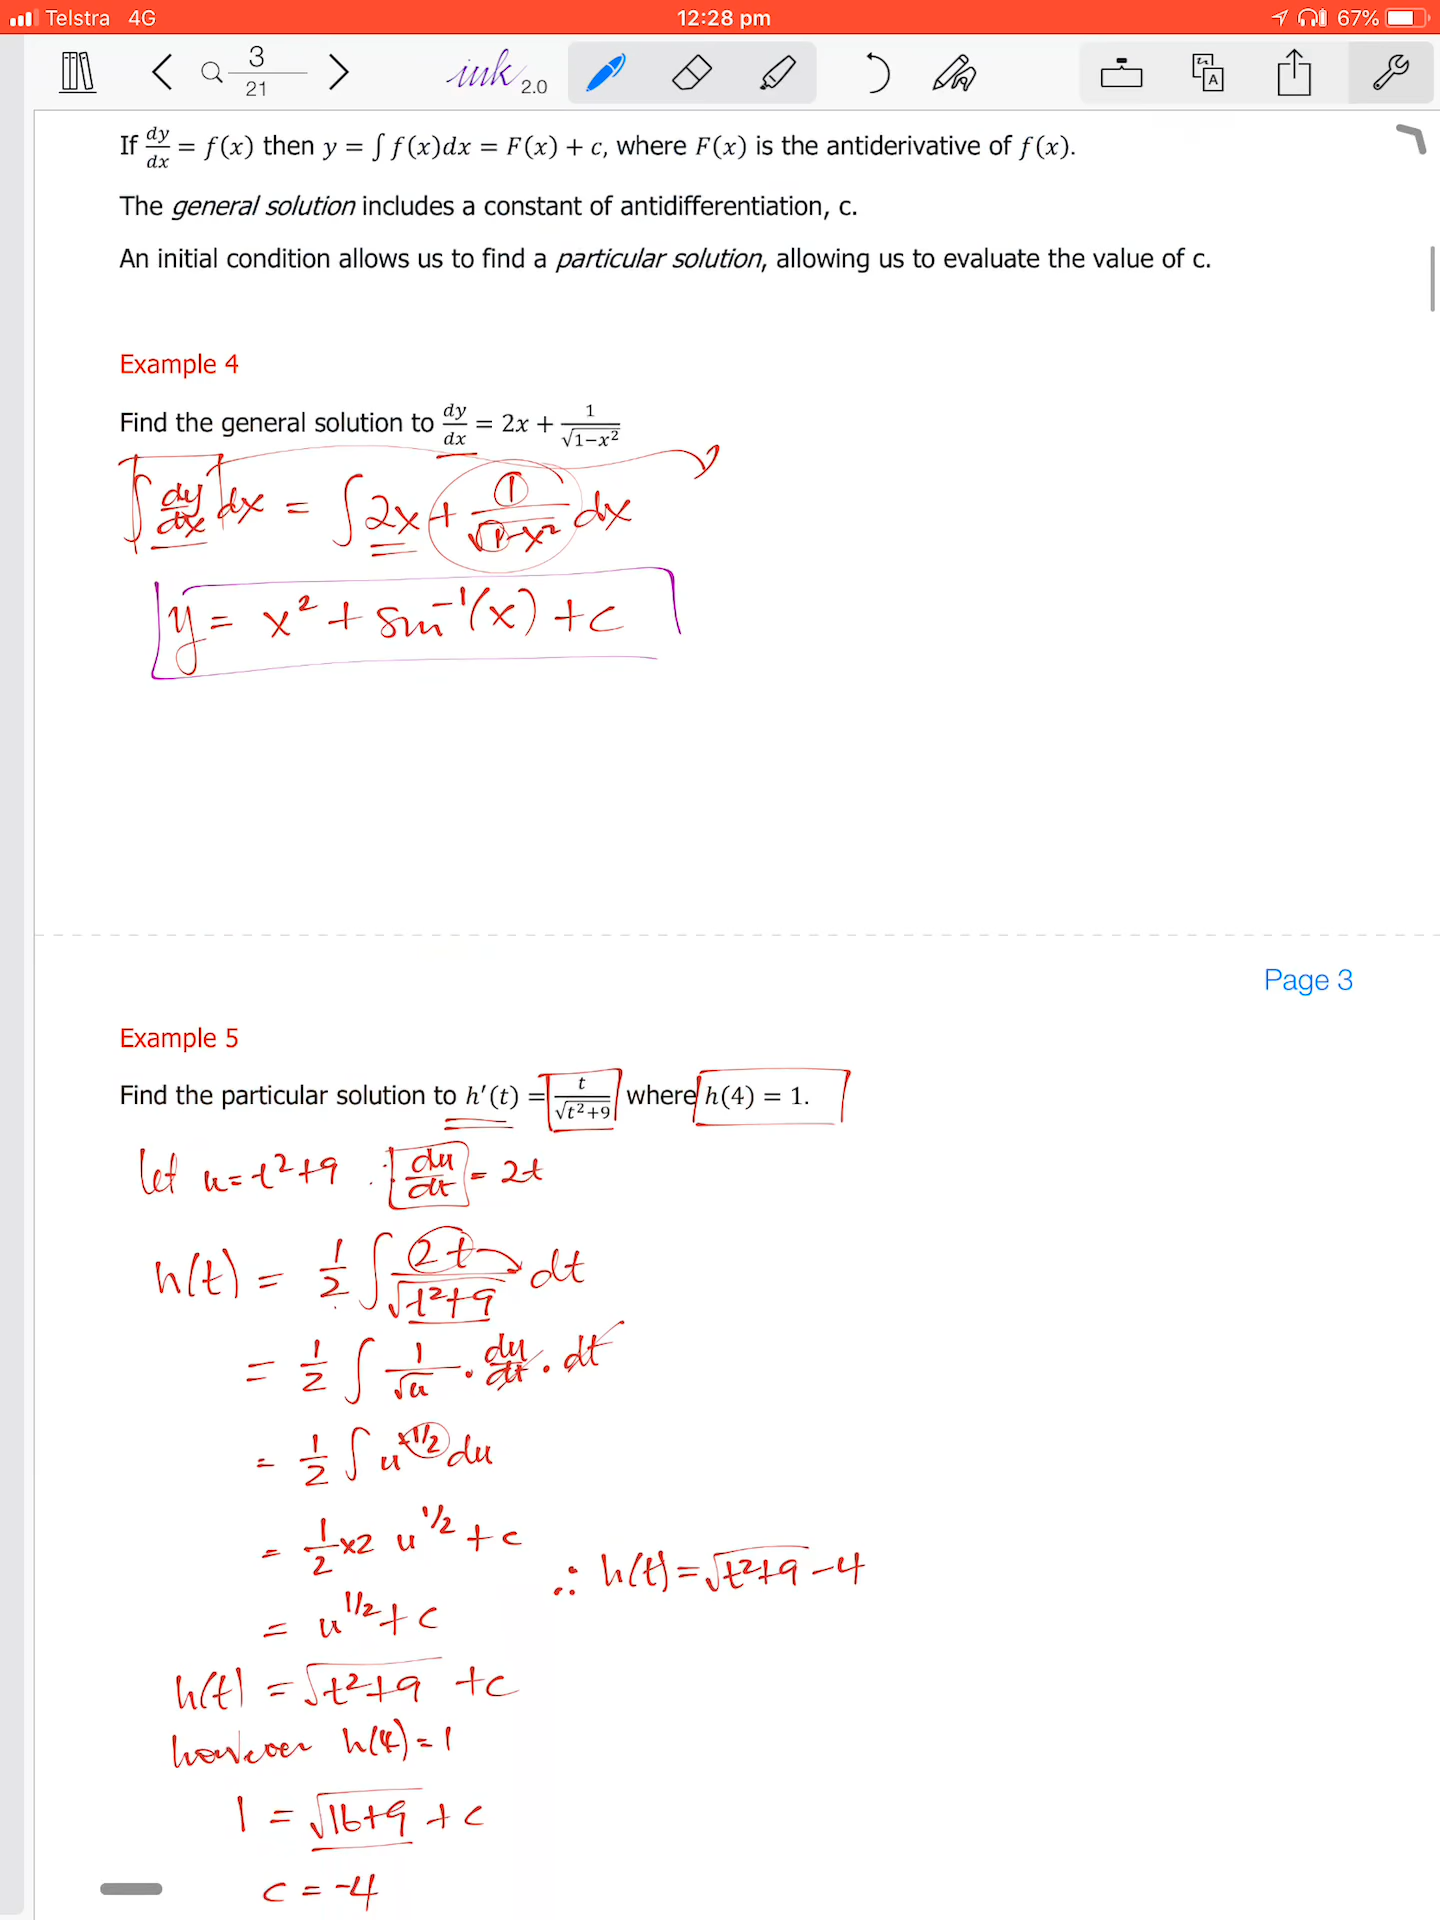 Telstra 4G 12:28 pm 67%
3
21
ink 2.0
If dy/dx = f(x) then y = ∫ f(x)dx = F(x) + c, where F(x) is the antiderivative of f(x).
The general solution includes a constant of antidifferentiation, c.
An initial condition allows us to find a particular solution, allowing us to evaluate the value of c.
Example 4
Find the general solution to dy/dx = 2x + 1/√(1−x²)
∫ dy/dx dx = ∫ 2x + 1/√(1−x²) dx
y = x² + sin⁻¹(x) + c
Page 3
Example 5
Find the particular solution to h′(t) = t/√(t²+9) where h(4) = 1.
let u = t²+9 ∴ du/dt = 2t
h(t) = 1/2 ∫ 2t/√(t²+9) dt
= 1/2 ∫ 1/√u · du/dt · dt
= 1/2 ∫ u^(-1/2) du
= 1/2 ×2 u^(1/2) + c
∴ h(t) = √(t²+9) − 4
= u^(1/2) + c
h(t) = √(t²+9) + c
however h(4) = 1
1 = √(16+9) + c
c = −4